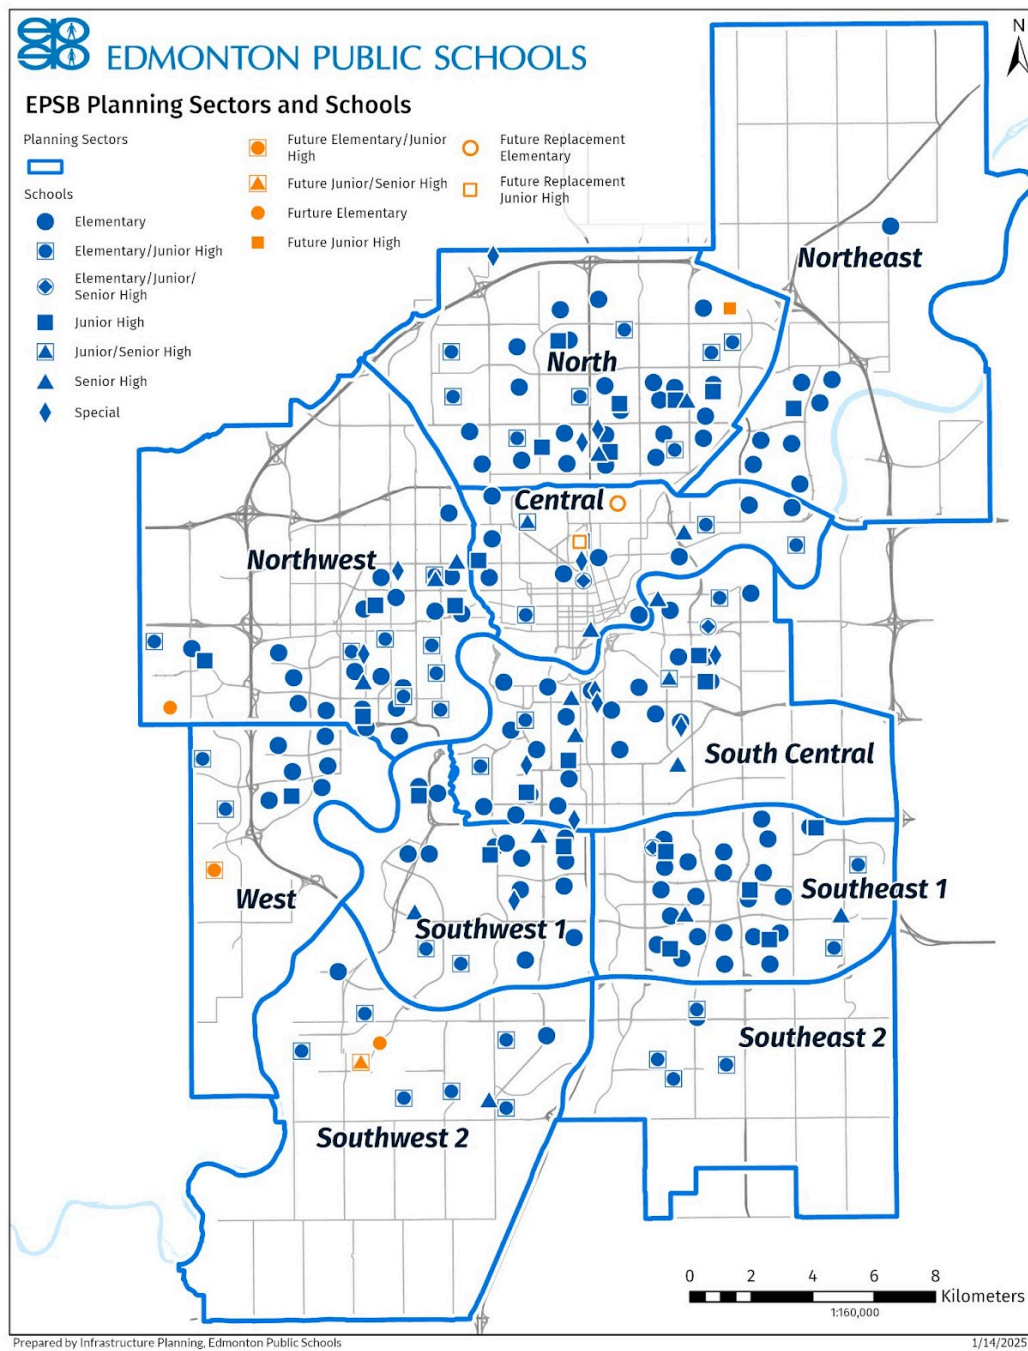 EDMONTON PUBLIC SCHOOLS
N
EPSB Planning Sectors and Schools
Planning Sectors
Schools
Elementary
Elementary/Junior High
Elementary/Junior/
Senior High
Junior High
Junior/Senior High
Senior High
Special
Future Elementary/Junior
High
Future Junior/Senior High
Furture Elementary
Future Junior High
Future Replacement
Elementary
Future Replacement
Junior High
Northeast
North
Central
Northwest
South Central
West
Southwest 1
Southeast 1
Southeast 2
Southwest 2
0 2 4 6 8
Kilometers
1:160,000
Prepared by Infrastructure Planning, Edmonton Public Schools
1/14/2025